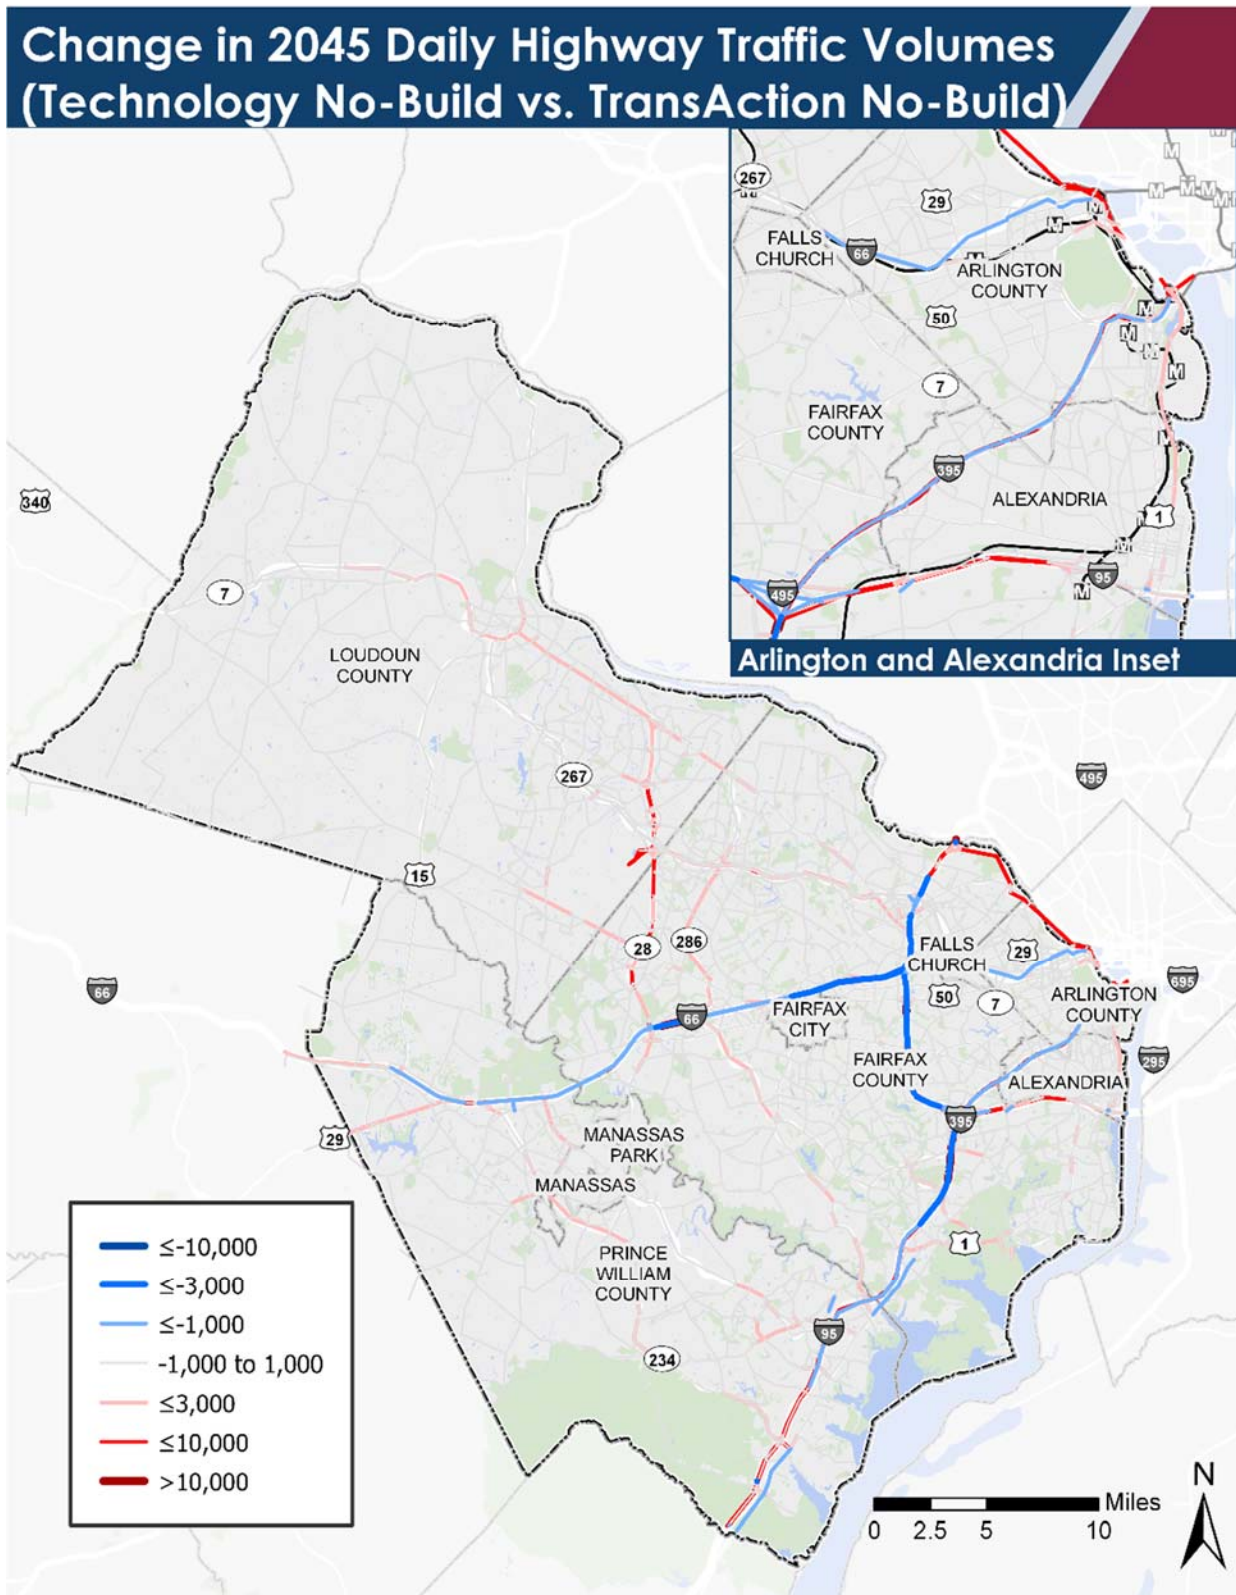 Change in 2045 Daily Highway Traffic Volumes
(Technology No-Build vs. TransAction No-Build)
267
29
FALLS
CHURCH
66
ARLINGTON
COUNTY
50
7
FAIRFAX
COUNTY
395
ALEXANDRIA
1
95
495
M
M
M
M
M
M
M
M
M
M
M
M
Arlington and Alexandria Inset
340
7
LOUDOUN
COUNTY
267
495
15
28
286
66
FALLS
CHURCH
29
50
7
ARLINGTON
COUNTY
695
66
FAIRFAX
CITY
FAIRFAX
COUNTY
295
ALEXANDRIA
395
29
MANASSAS
PARK
MANASSAS
PRINCE
WILLIAM
COUNTY
1
95
234
≤-10,000
≤-3,000
≤-1,000
-1,000 to 1,000
≤3,000
≤10,000
>10,000
N
Miles
0 2.5 5 10